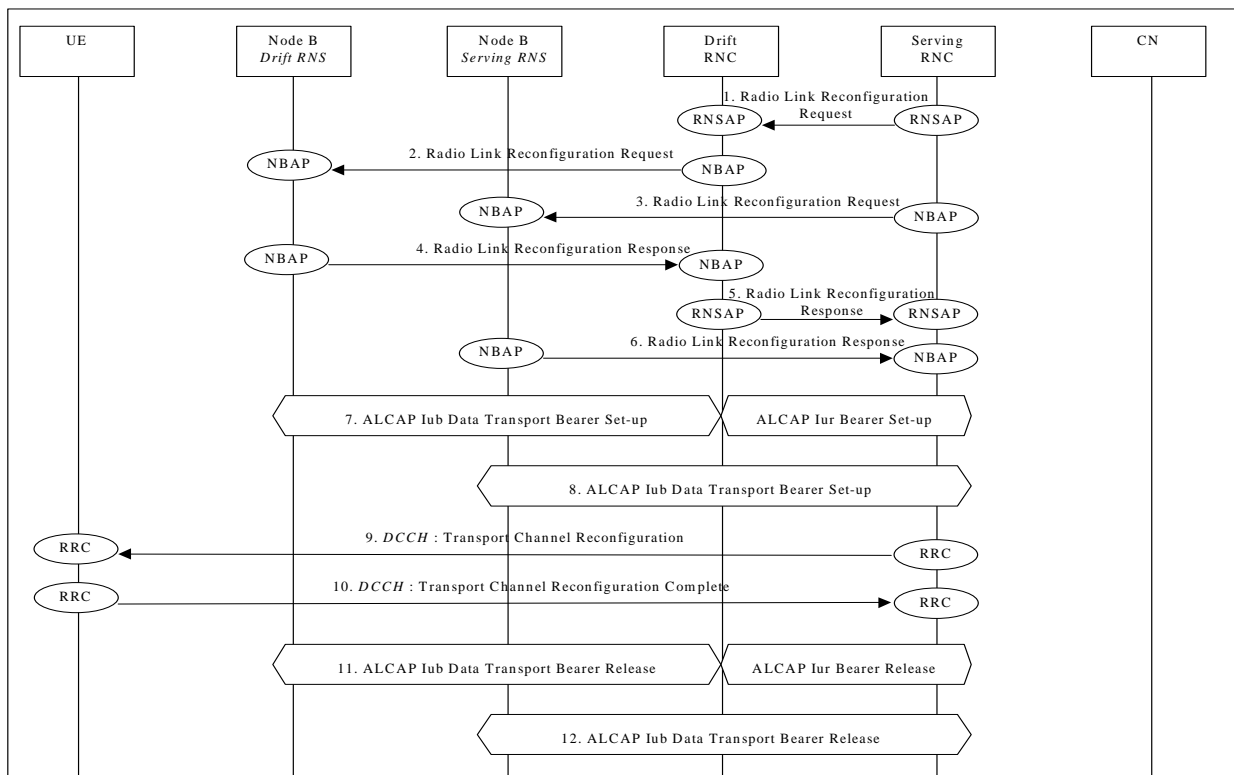 UE
Node B
Drift RNS
Node B
Serving RNS
Drift
RNC
Serving
RNC
CN
1. Radio Link Reconfiguration
Request
RNSAP
RNSAP
2. Radio Link Reconfiguration Request
NBAP
NBAP
3. Radio Link Reconfiguration Request
NBAP
NBAP
4. Radio Link Reconfiguration Response
NBAP
NBAP
5. Radio Link Reconfiguration
Response
RNSAP
RNSAP
6. Radio Link Reconfiguration Response
NBAP
NBAP
7. ALCAP Iub Data Transport Bearer Set-up
ALCAP Iur Bearer Set-up
8. ALCAP Iub Data Transport Bearer Set-up
9. DCCH : Transport Channel Reconfiguration
RRC
RRC
10. DCCH : Transport Channel Reconfiguration Complete
RRC
RRC
11. ALCAP Iub Data Transport Bearer Release
ALCAP Iur Bearer Release
12. ALCAP Iub Data Transport Bearer Release